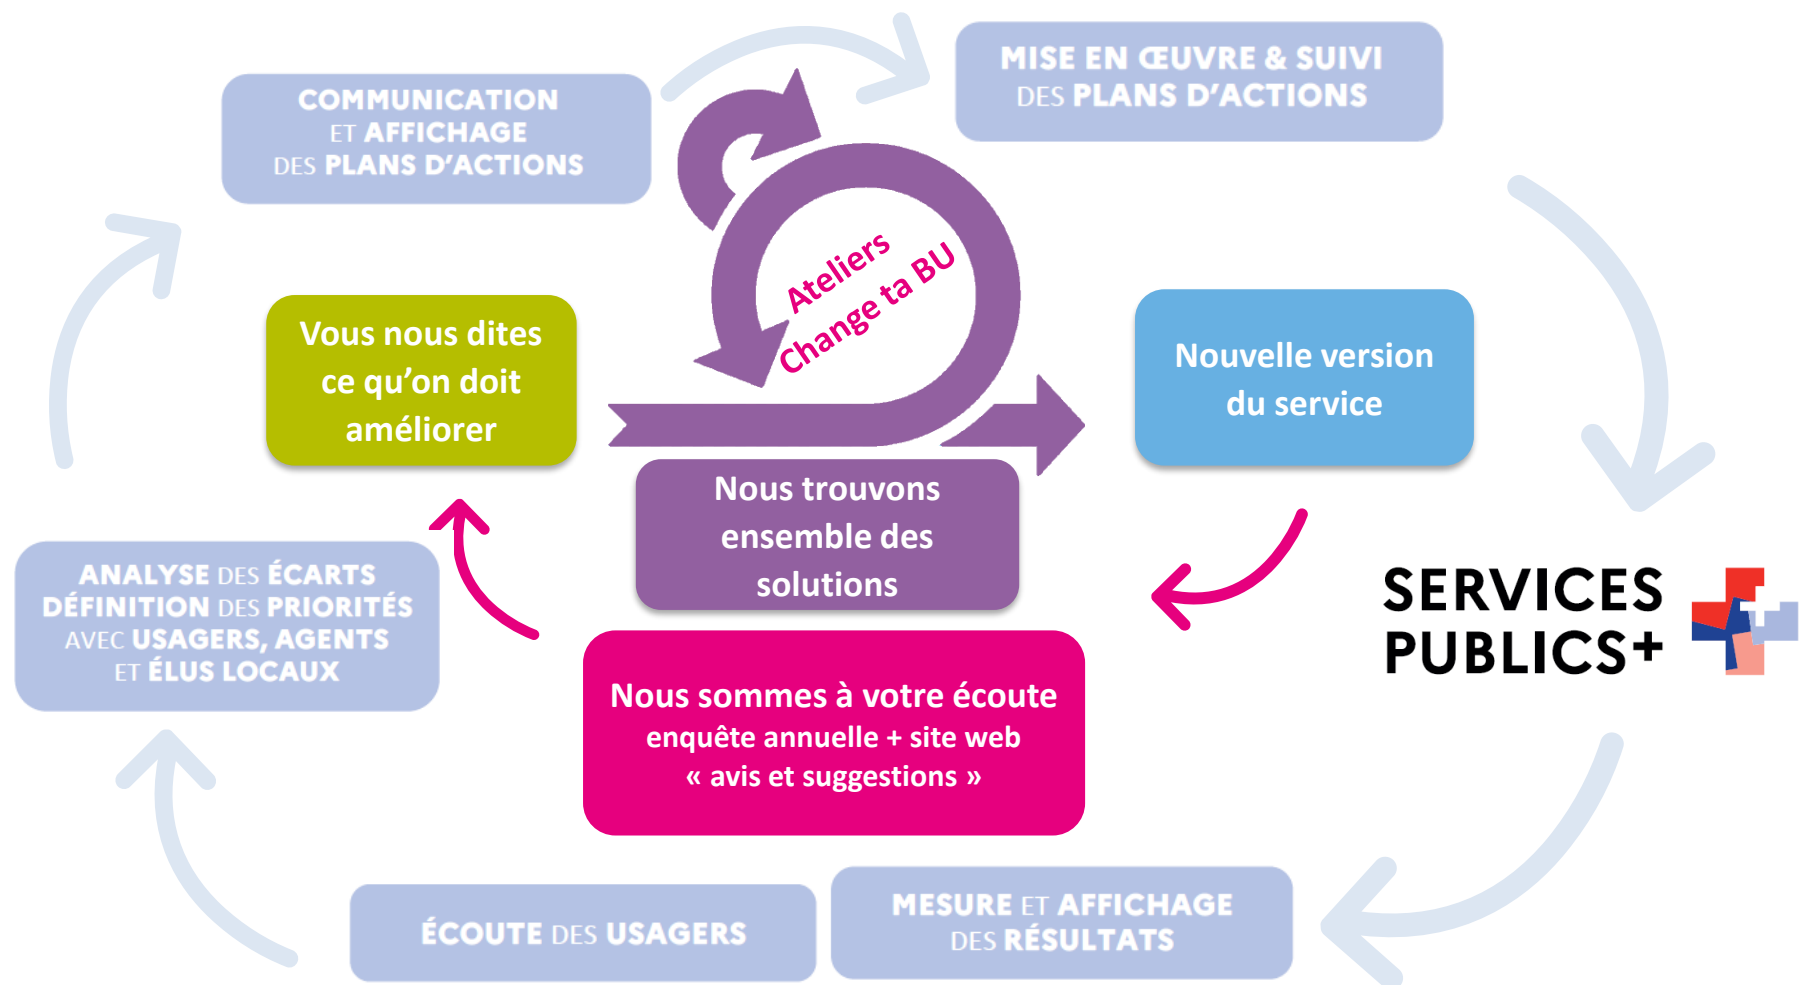 COMMUNICATION
ET AFFICHAGE
DES PLANS D'ACTIONS
MISE EN ŒUVRE & SUIVI
DES PLANS D'ACTIONS
Ateliers
Change ta BU
Vous nous dites
ce qu'on doit
améliorer
Nouvelle version
du service
Nous trouvons
ensemble des
solutions
ANALYSE DES ÉCARTS
DÉFINITION DES PRIORITÉS
AVEC USAGERS, AGENTS
ET ÉLUS LOCAUX
SERVICES
PUBLICS+
Nous sommes à votre écoute
enquête annuelle + site web
« avis et suggestions »
ÉCOUTE DES USAGERS
MESURE ET AFFICHAGE
DES RÉSULTATS